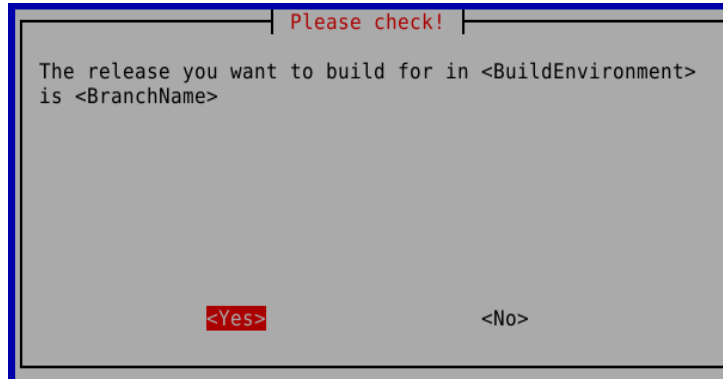 Please check!
The release you want to build for in <BuildEnvironment>
is <BranchName>
<Yes> <No>